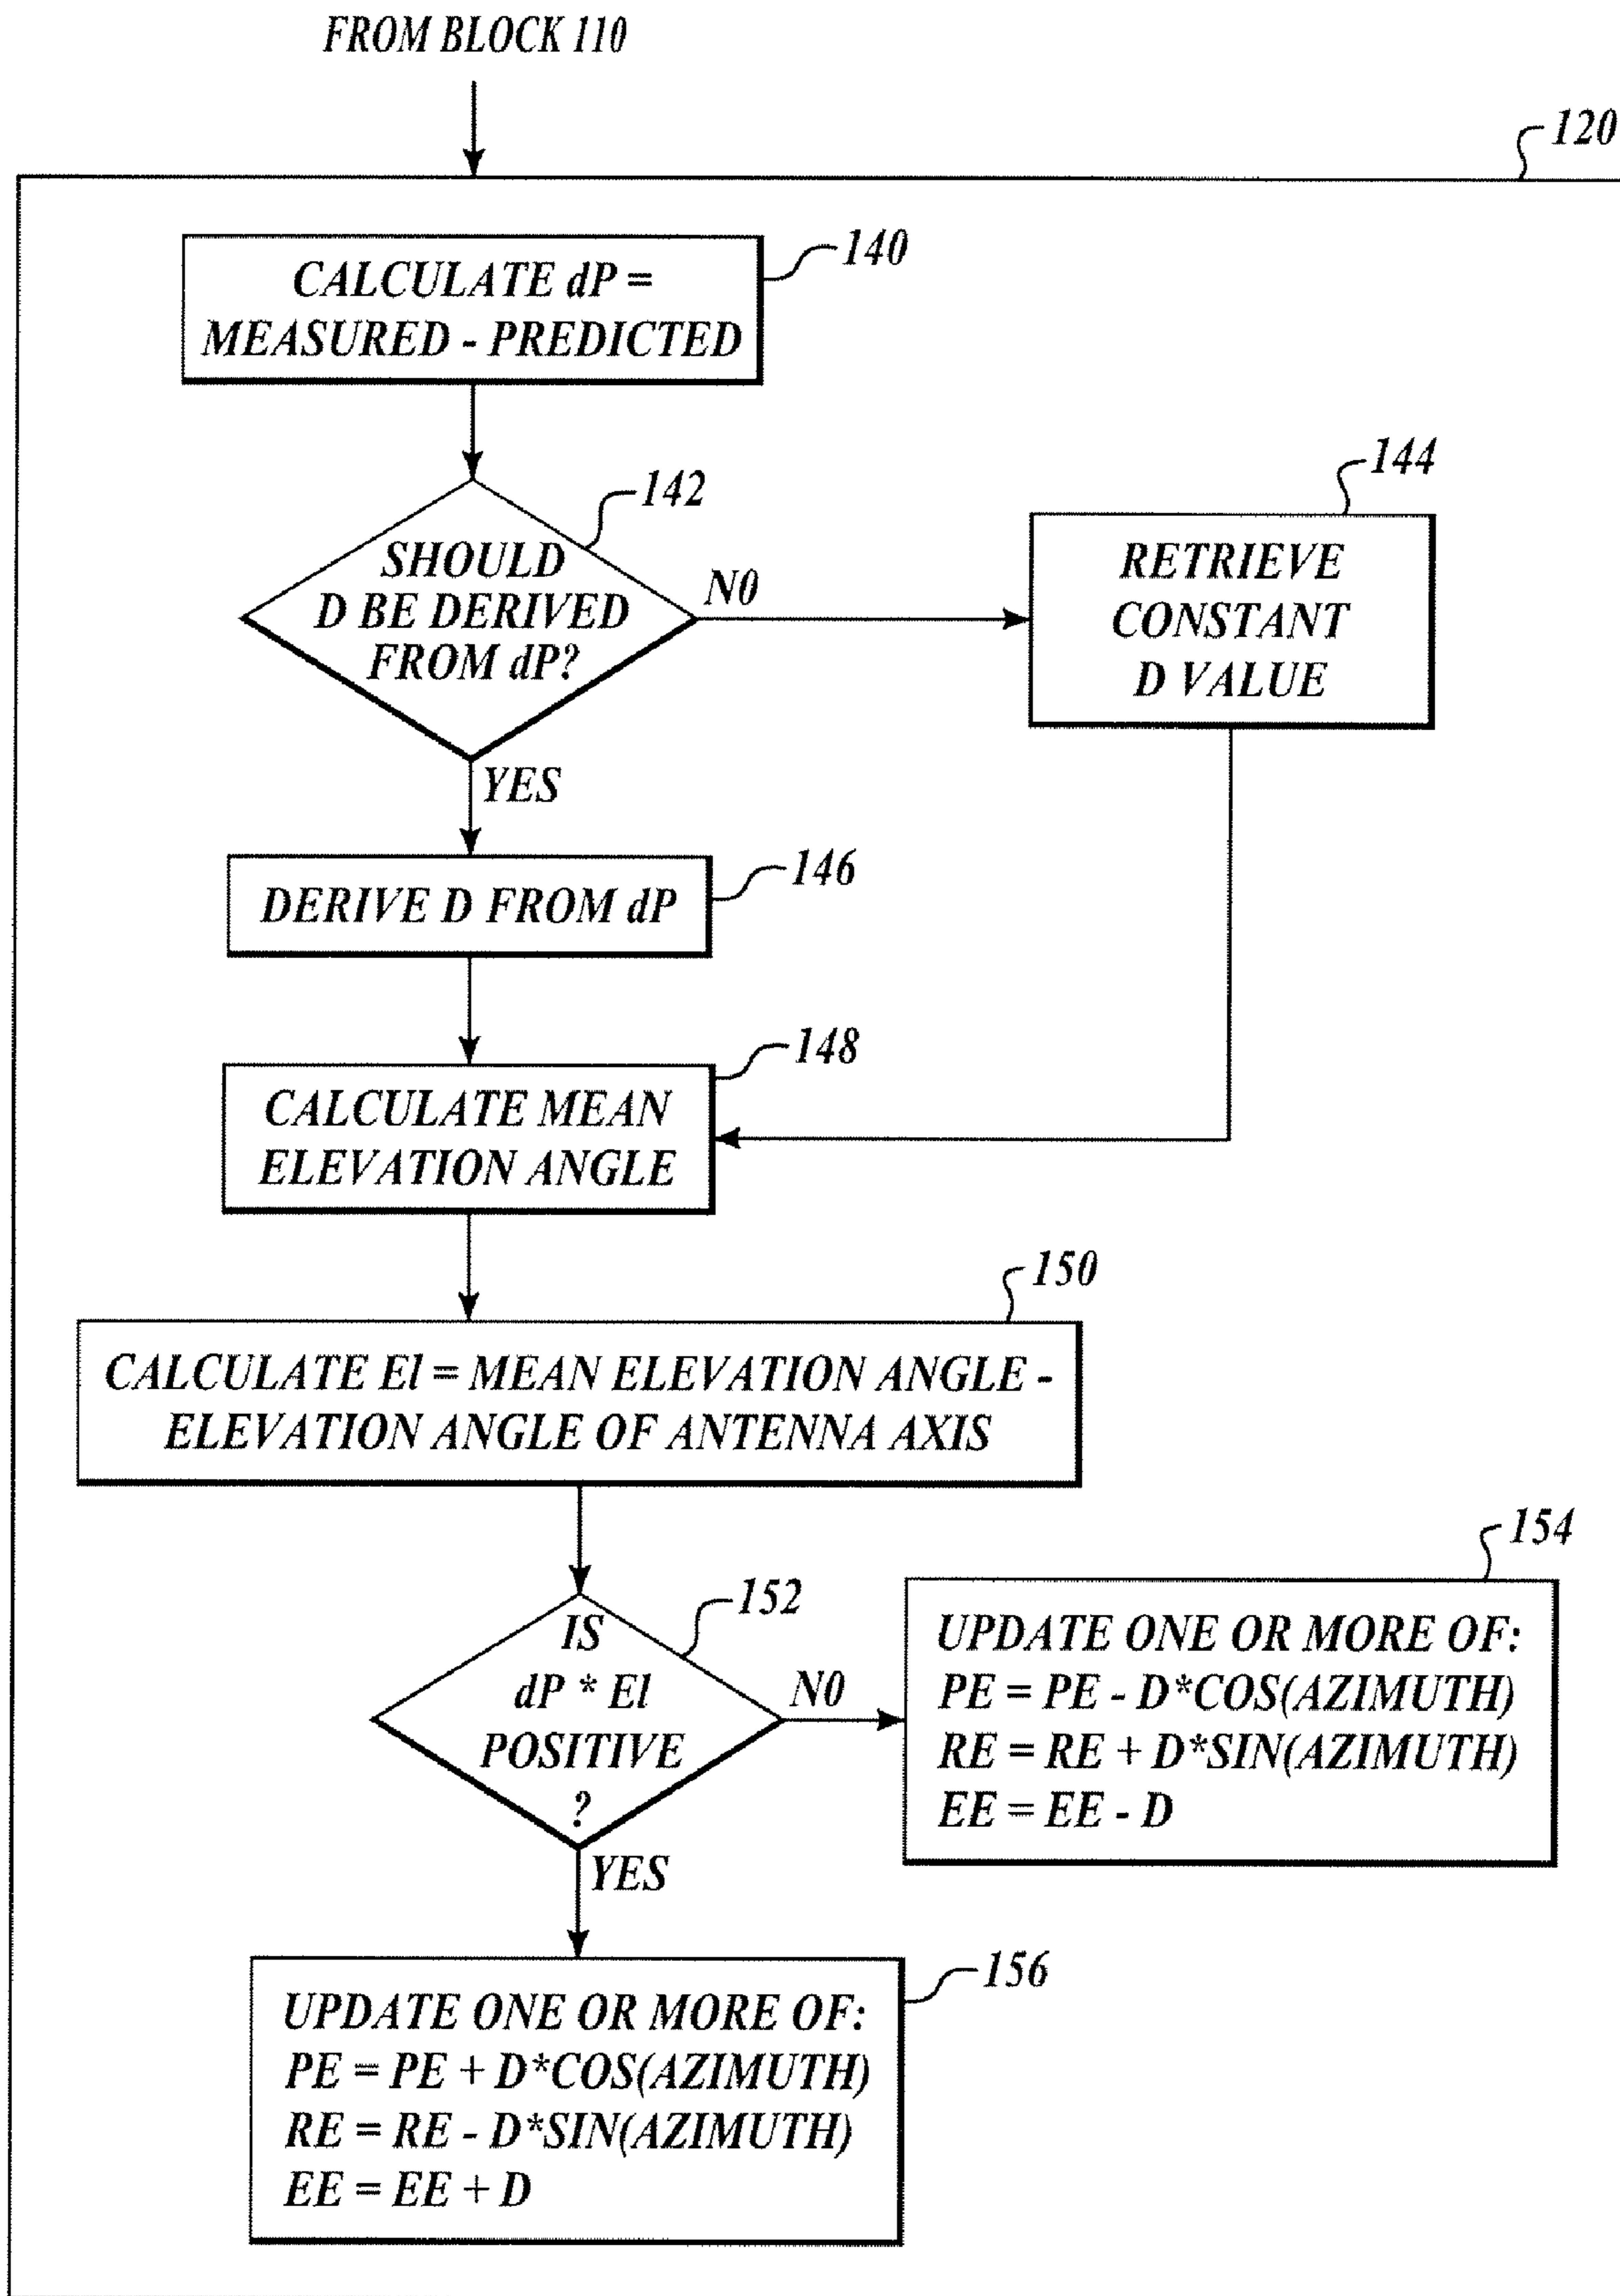 FROM BLOCK 110
120
140
CALCULATE dP =
MEASURED - PREDICTED
142
144
SHOULD
D BE DERIVED
FROM dP?
NO
RETRIEVE
CONSTANT
D VALUE
YES
146
DERIVE D FROM dP
148
CALCULATE MEAN
ELEVATION ANGLE
150
CALCULATE El = MEAN ELEVATION ANGLE -
ELEVATION ANGLE OF ANTENNA AXIS
152
154
IS
dP * El
POSITIVE
?
NO
UPDATE ONE OR MORE OF:
PE = PE - D*COS(AZIMUTH)
RE = RE + D*SIN(AZIMUTH)
EE = EE - D
YES
156
UPDATE ONE OR MORE OF:
PE = PE + D*COS(AZIMUTH)
RE = RE - D*SIN(AZIMUTH)
EE = EE + D